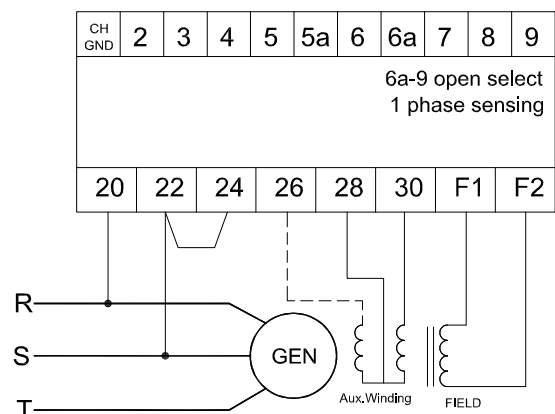 CH GND 2 3 4 5 5a 6 6a 7 8 9
6a-9 open select
1 phase sensing
20 22 24 26 28 30 F1 F2
R
S
GEN
T
Aux.Winding
FIELD